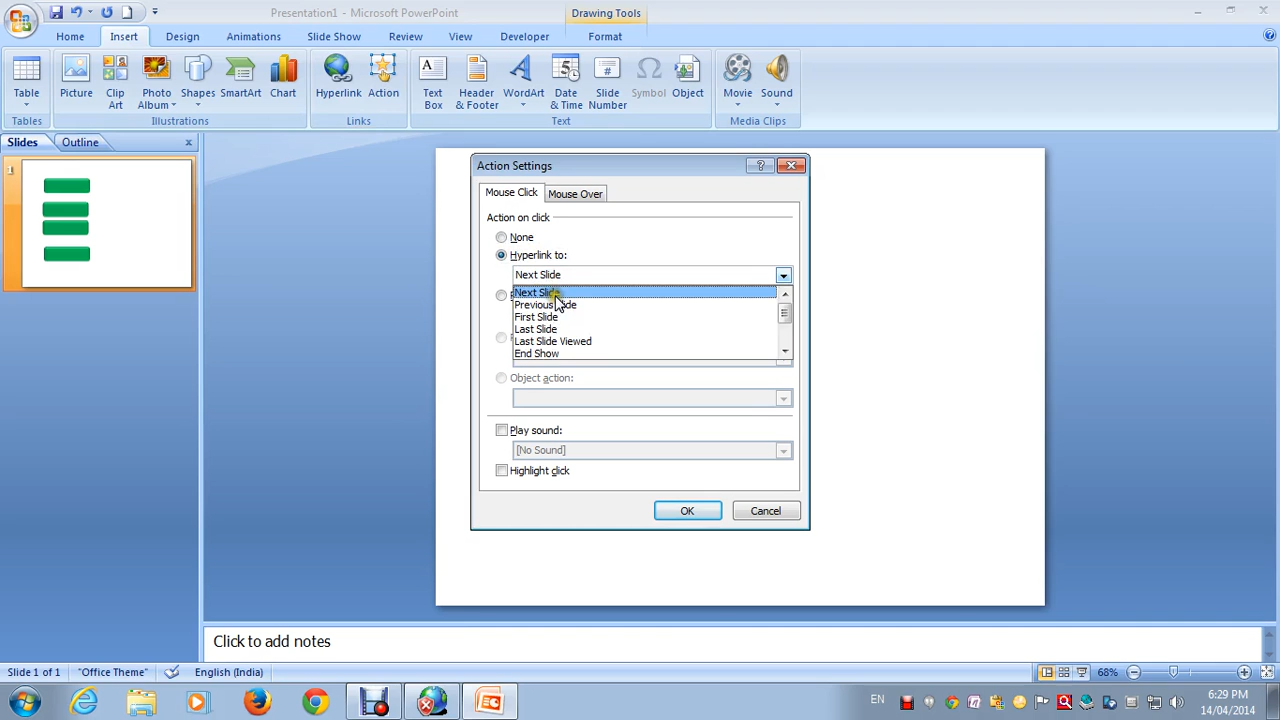 Presentation1 - Microsoft PowerPoint
Drawing Tools
Home
Insert
Design
Animations
Slide Show
Review
View
Developer
Format
Table
Picture
Clip Art
Photo Album
Shapes
SmartArt
Chart
Hyperlink
Action
Text Box
Header & Footer
WordArt
Date & Time
Slide Number
Symbol
Object
Movie
Sound
Tables
Illustrations
Links
Text
Media Clips
Slides
Outline
1
Action Settings
Mouse Click
Mouse Over
Action on click
None
Hyperlink to:
Next Slide
Next Slide
Previous Slide
First Slide
Last Slide
Last Slide Viewed
End Show
Object action:
Play sound:
[No Sound]
Highlight click
OK
Cancel
Click to add notes
Slide 1 of 1
"Office Theme"
English (India)
68%
EN
6:29 PM
14/04/2014